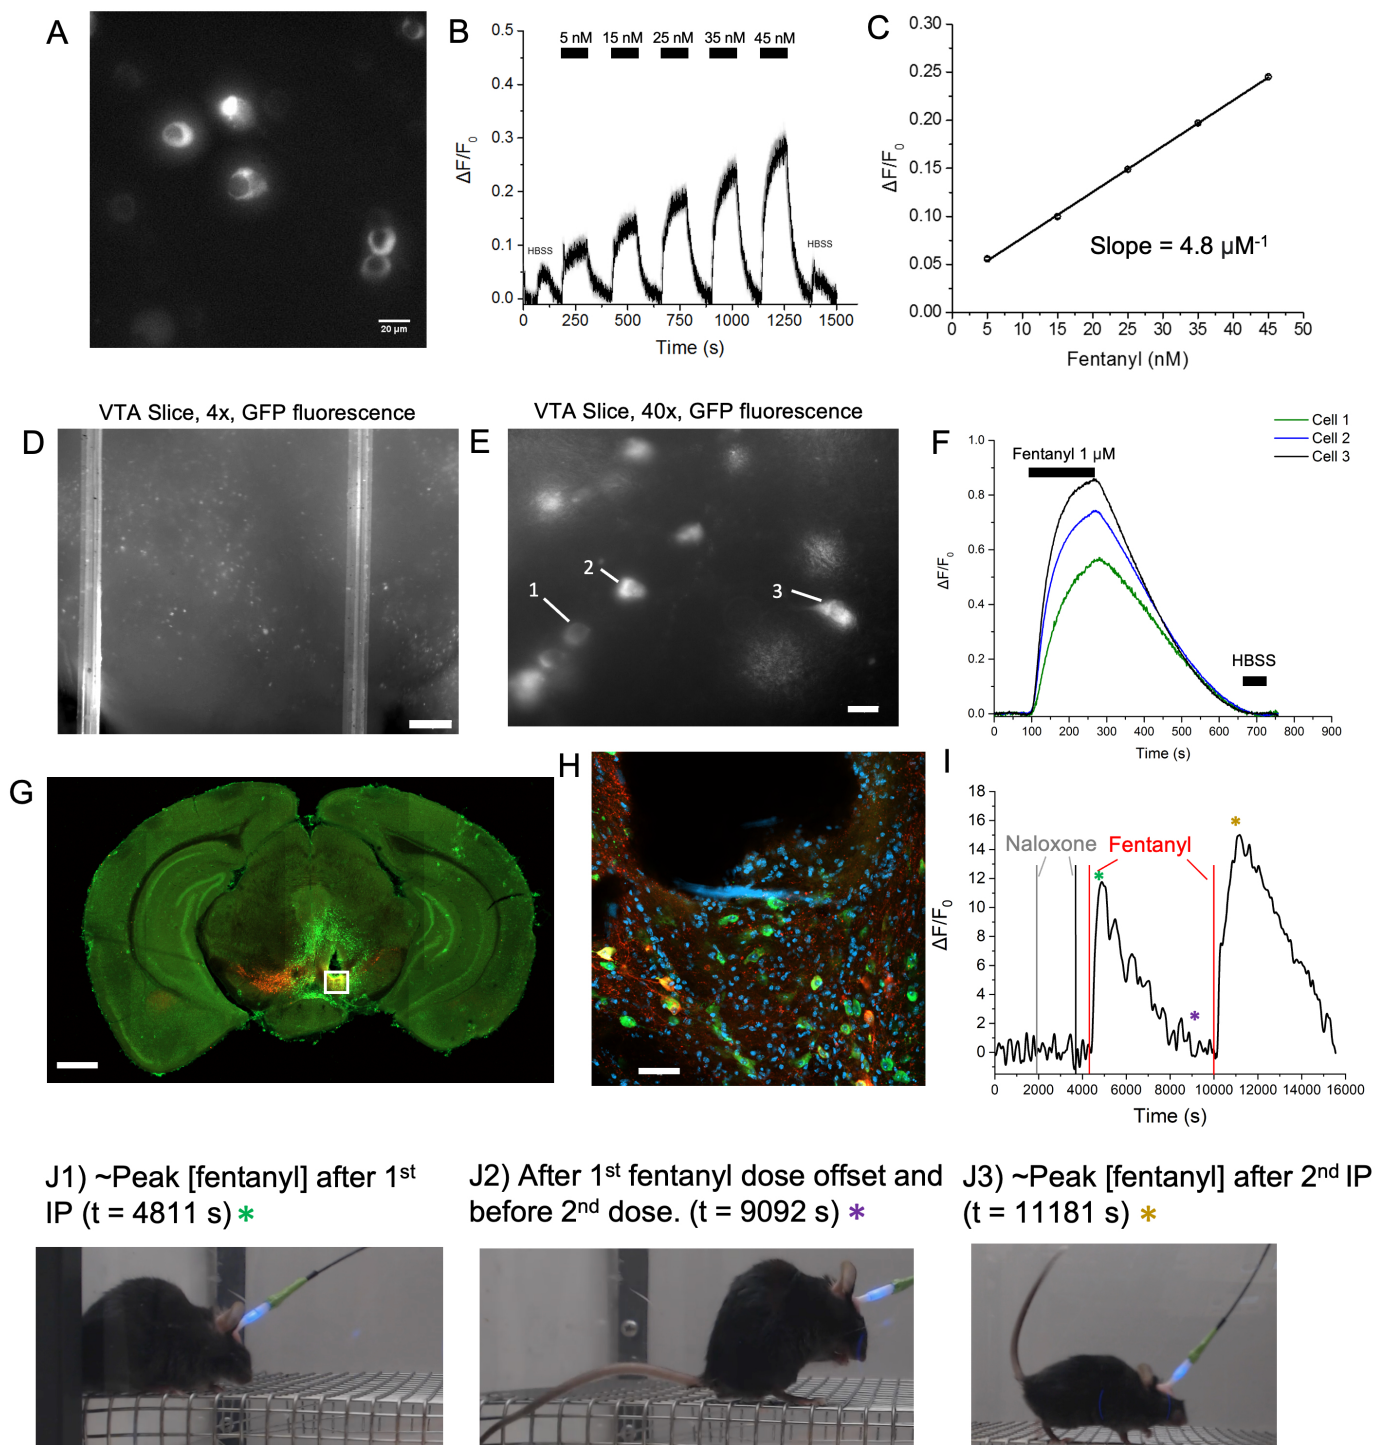 A
20 µm
B
5 nM 15 nM 25 nM 35 nM 45 nM
0.5
0.4
0.3
0.2
0.1
0.0
ΔF/F0
HBSS
HBSS
0 250 500 750 1000 1250 1500
Time (s)
C
0.30
0.25
0.20
0.15
0.10
0.05
0.00
ΔF/F0
Slope = 4.8 µM-1
0 5 10 15 20 25 30 35 40 45 50
Fentanyl (nM)
VTA Slice, 4x, GFP fluorescence
D
VTA Slice, 40x, GFP fluorescence
E
1
2
3
F
Cell 1
Cell 2
Cell 3
Fentanyl 1 µM
1.0
0.8
0.6
0.4
0.2
0.0
ΔF/F0
HBSS
0 100 200 300 400 500 600 700 800 900
Time (s)
G
H
I
18
16
14
12
10
8
6
4
2
0
ΔF/F0
Naloxone
Fentanyl
*
*
*
0 2000 4000 6000 8000 10000 12000 14000 16000
Time (s)
J1) ~Peak [fentanyl] after 1st
IP (t = 4811 s) *
J2) After 1st fentanyl dose offset and
before 2nd dose. (t = 9092 s) *
J3) ~Peak [fentanyl] after 2nd IP
(t = 11181 s) *